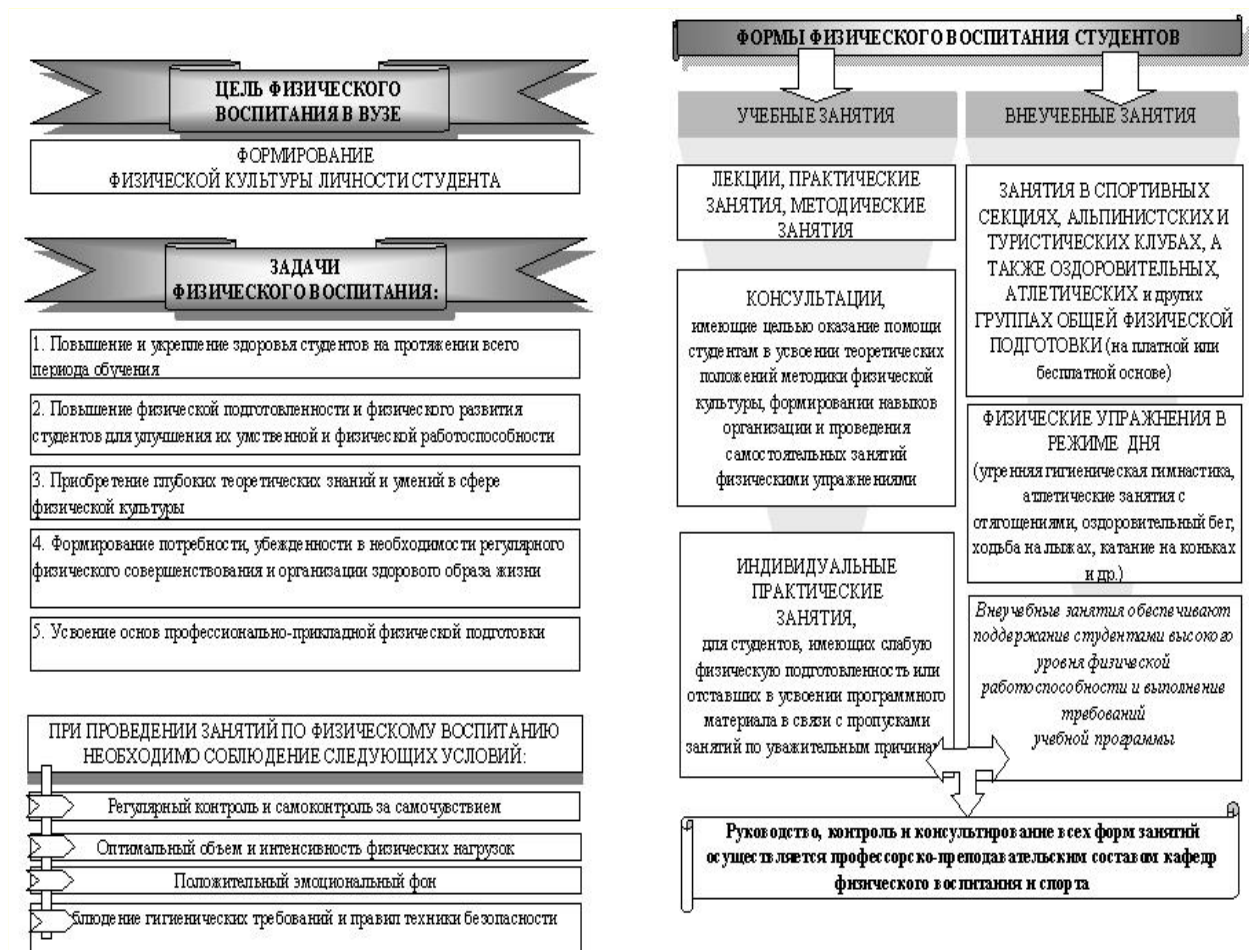 ЦЕЛЬ ФИЗИЧЕСКОГО
ВОСПИТАНИЯ В ВУЗЕ
ФОРМИРОВАНИЕ
ФИЗИЧЕСКОЙ КУЛЬТУРЫ ЛИЧНОСТИ СТУДЕНТА
ЗАДАЧИ
ФИЗИЧЕСКОГО ВОСПИТАНИЯ:
1. Повышение и укрепление здоровья студентов на протяжении всего
периода обучения
2. Повышение физической подготовленности и физического развития
студентов для улучшения их умственной и физической работоспособности
3. Приобретение глубоких теоретических знаний и умений в сфере
физической культуры
4. Формирование потребности, убежденности в необходимости регулярного
физического совершенствования и организации здорового образа жизни
5. Усвоение основ профессионально-прикладной физической подготовки
ПРИ ПРОВЕДЕНИИ ЗАНЯТИЙ ПО ФИЗИЧЕСКОМУ ВОСПИТАНИЮ
НЕОБХОДИМО СОБЛЮДЕНИЕ СЛЕДУЮЩИХ УСЛОВИЙ:
Регулярный контроль и самоконтроль за самочувствием
Оптимальный объем и интенсивность физических нагрузок
Положительный эмоциональный фон
блюдение гигиенических требований и правил техники безопасности
ФОРМЫ ФИЗИЧЕСКОГО ВОСПИТАНИЯ СТУДЕНТОВ
УЧЕБНЫЕ ЗАНЯТИЯ
ЛЕКЦИИ, ПРАКТИЧЕСКИЕ
ЗАНЯТИЯ, МЕТОДИЧЕСКИЕ
ЗАНЯТИЯ
КОНСУЛЬТАЦИИ,
имеющие целью оказание помощи
студентам в усвоении теоретических
положений методики физической
культуры, формировании навыков
организации и проведения
самостоятельных занятий
физическими упражнениями
ИНДИВИДУАЛЬНЫЕ
ПРАКТИЧЕСКИЕ
ЗАНЯТИЯ,
для студентов, имеющих слабую
физическую подготовленность или
отставших в усвоении программного
материала в связи с пропусками
занятий по уважительным причина
ВНЕУЧЕБНЫЕ ЗАНЯТИЯ
ЗАНЯТИЯ В СПОРТИВНЫХ
СЕКЦИЯХ, АЛЬПИНИСТСКИХ И
ТУРИСТИЧЕСКИХ КЛУБАХ, А
ТАКЖЕ ОЗДОРОВИТЕЛЬНЫХ,
АТЛЕТИЧЕСКИХ и других
ГРУППАХ ОБЩЕЙ ФИЗИЧЕСКОЙ
ПОДГОТОВКИ (на платной или
бесплатной основе)
ФИЗИЧЕСКИЕ УПРАЖНЕНИЯ В
РЕЖИМЕ ДНЯ
(утренняя гигиеническая гимнастика,
атлетические занятия с
отягощениями, оздоровительный бег,
ходьба на лыжах, катание на коньках
и др.)
Внеучебные занятия обеспечивают
поддержание студентами высокого
уровня физической
работоспособности и выполнение
требований
учебной программы
Руководство, контроль и консультирование всех форм занятий
осуществляется профессорско-преподавательским составом кафедр
физического воспитания и спорта